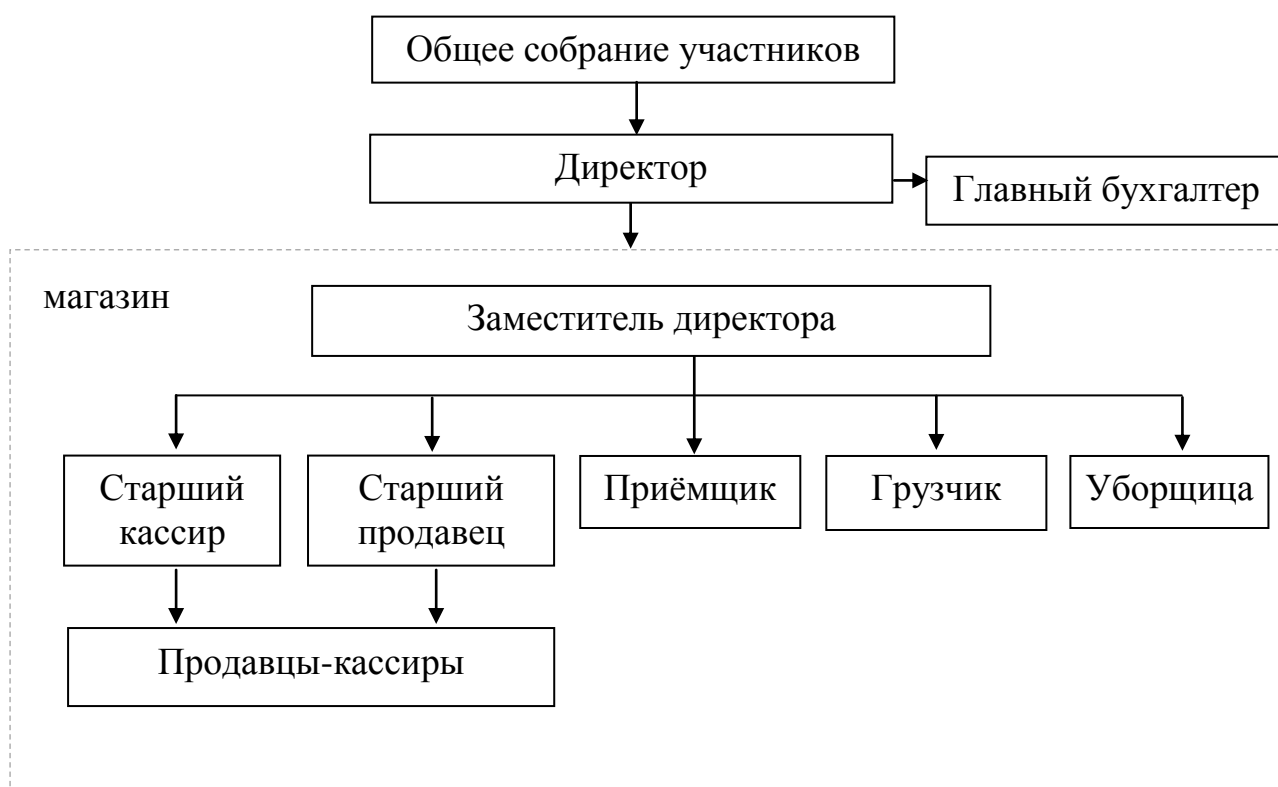 Общее собрание участников
Директор
Главный бухгалтер
магазин
Заместитель директора
Старший
кассир
Старший
продавец
Приёмщик
Грузчик
Уборщица
Продавцы-кассиры